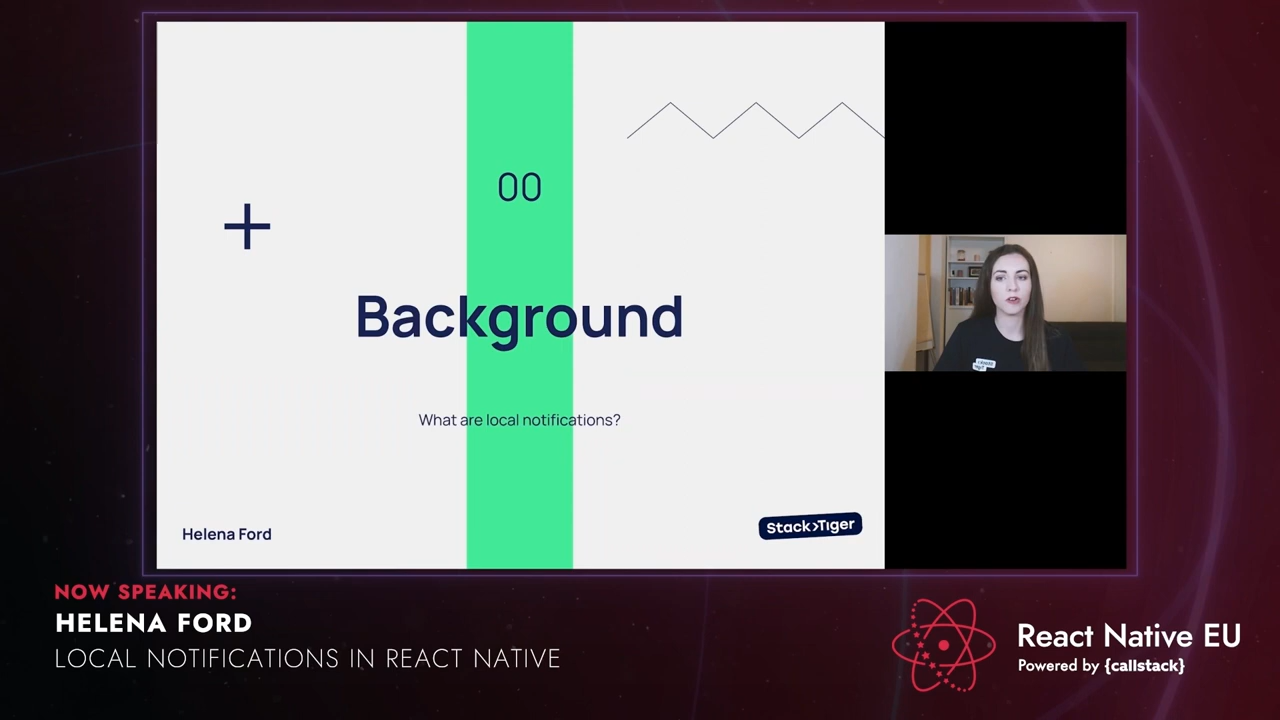 00
Background
What are local notifications?
Helena Ford
Stack>Tiger
NOW SPEAKING:
HELENA FORD
LOCAL NOTIFICATIONS IN REACT NATIVE
React Native EU
Powered by {callstack}